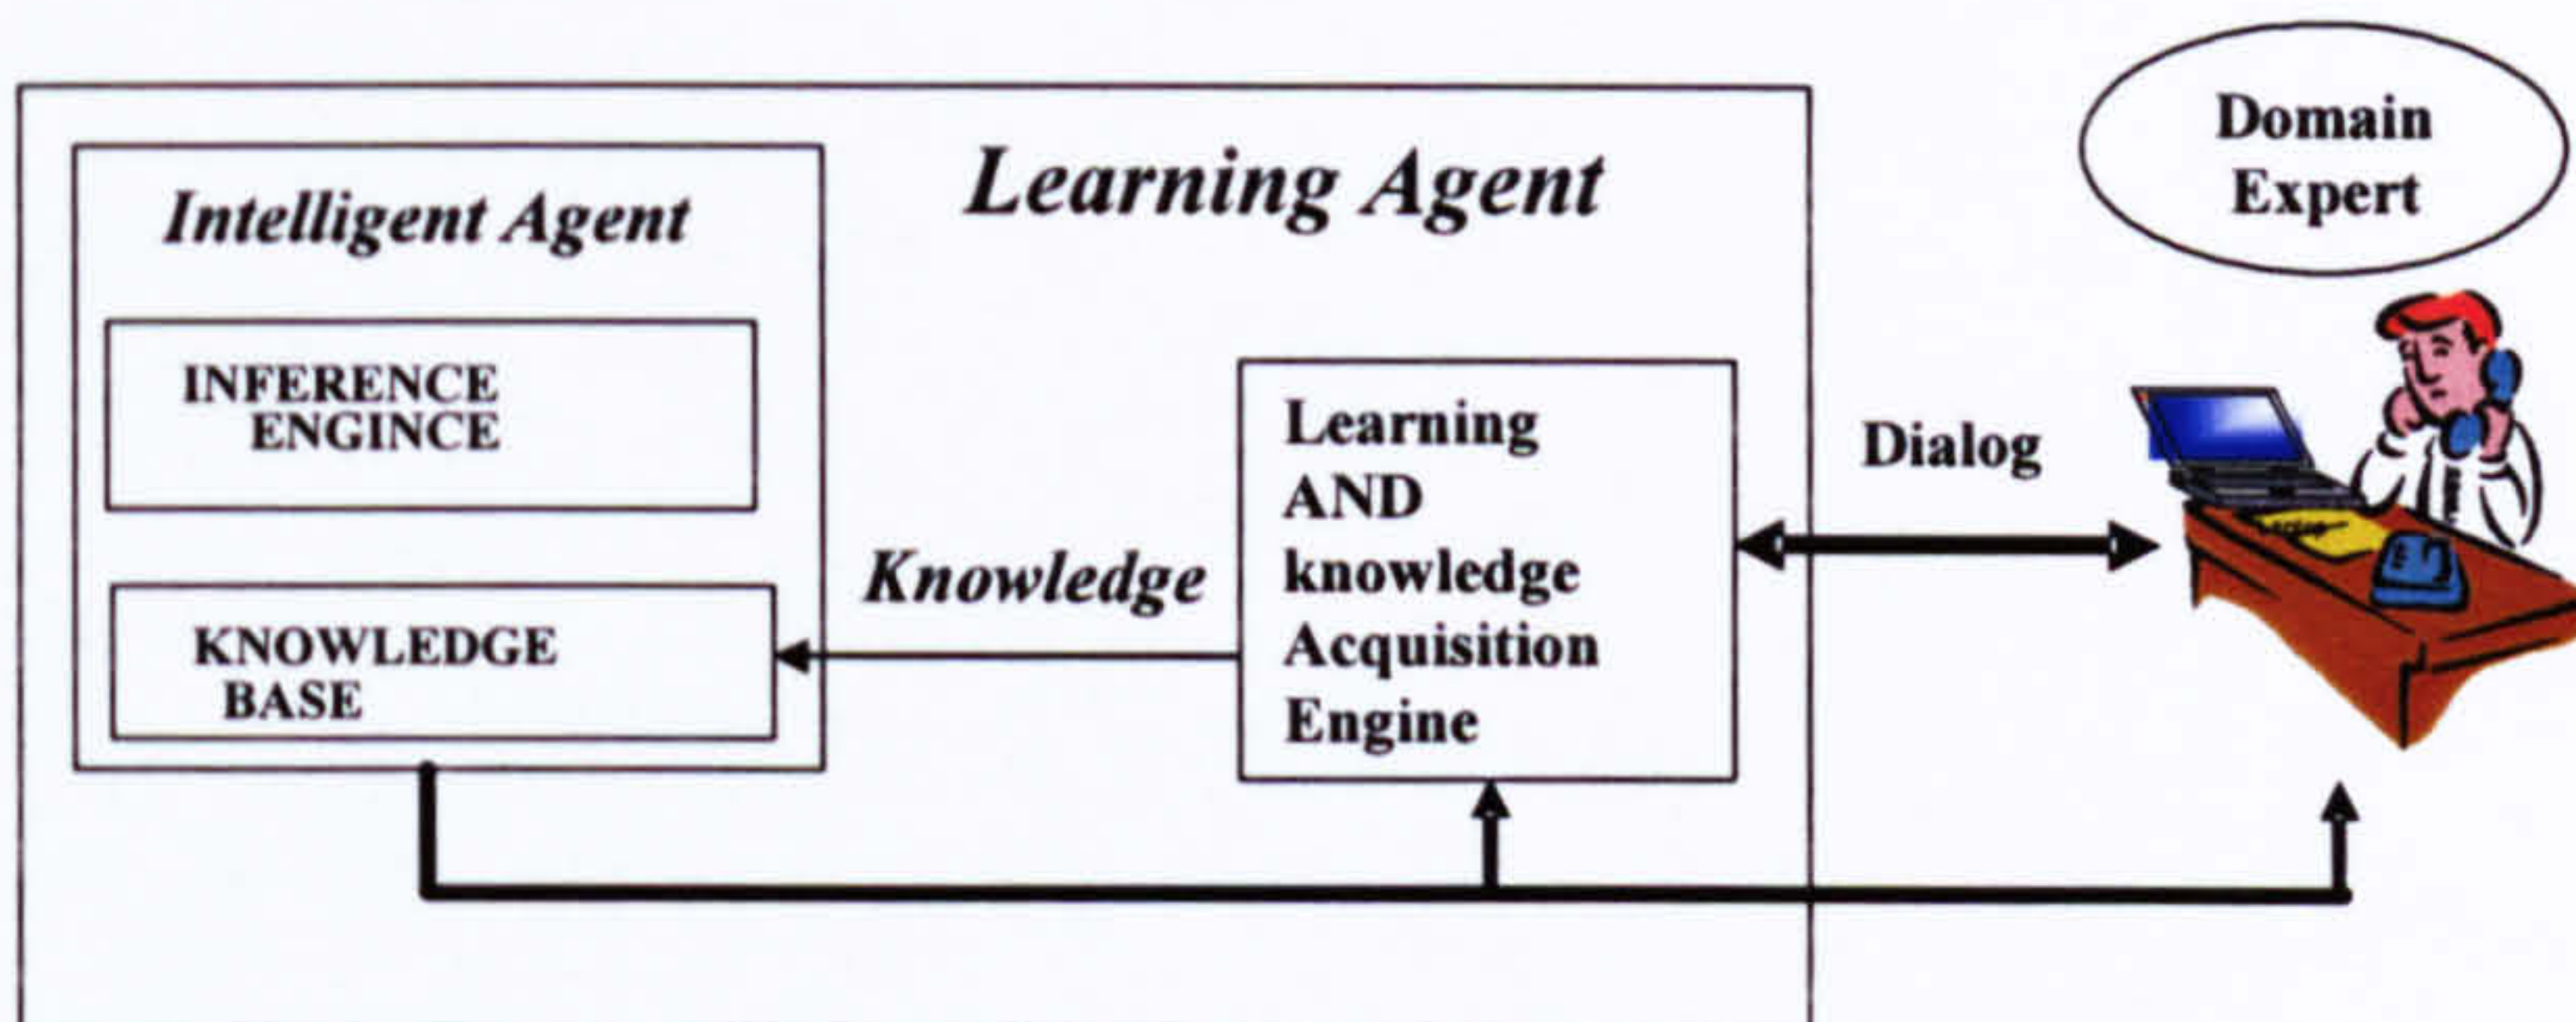 Learning Agent
Intelligent Agent
INFERENCE
ENGINCE
KNOWLEDGE
BASE
Knowledge
Learning
AND
knowledge
Acquisition
Engine
Dialog
Domain
Expert